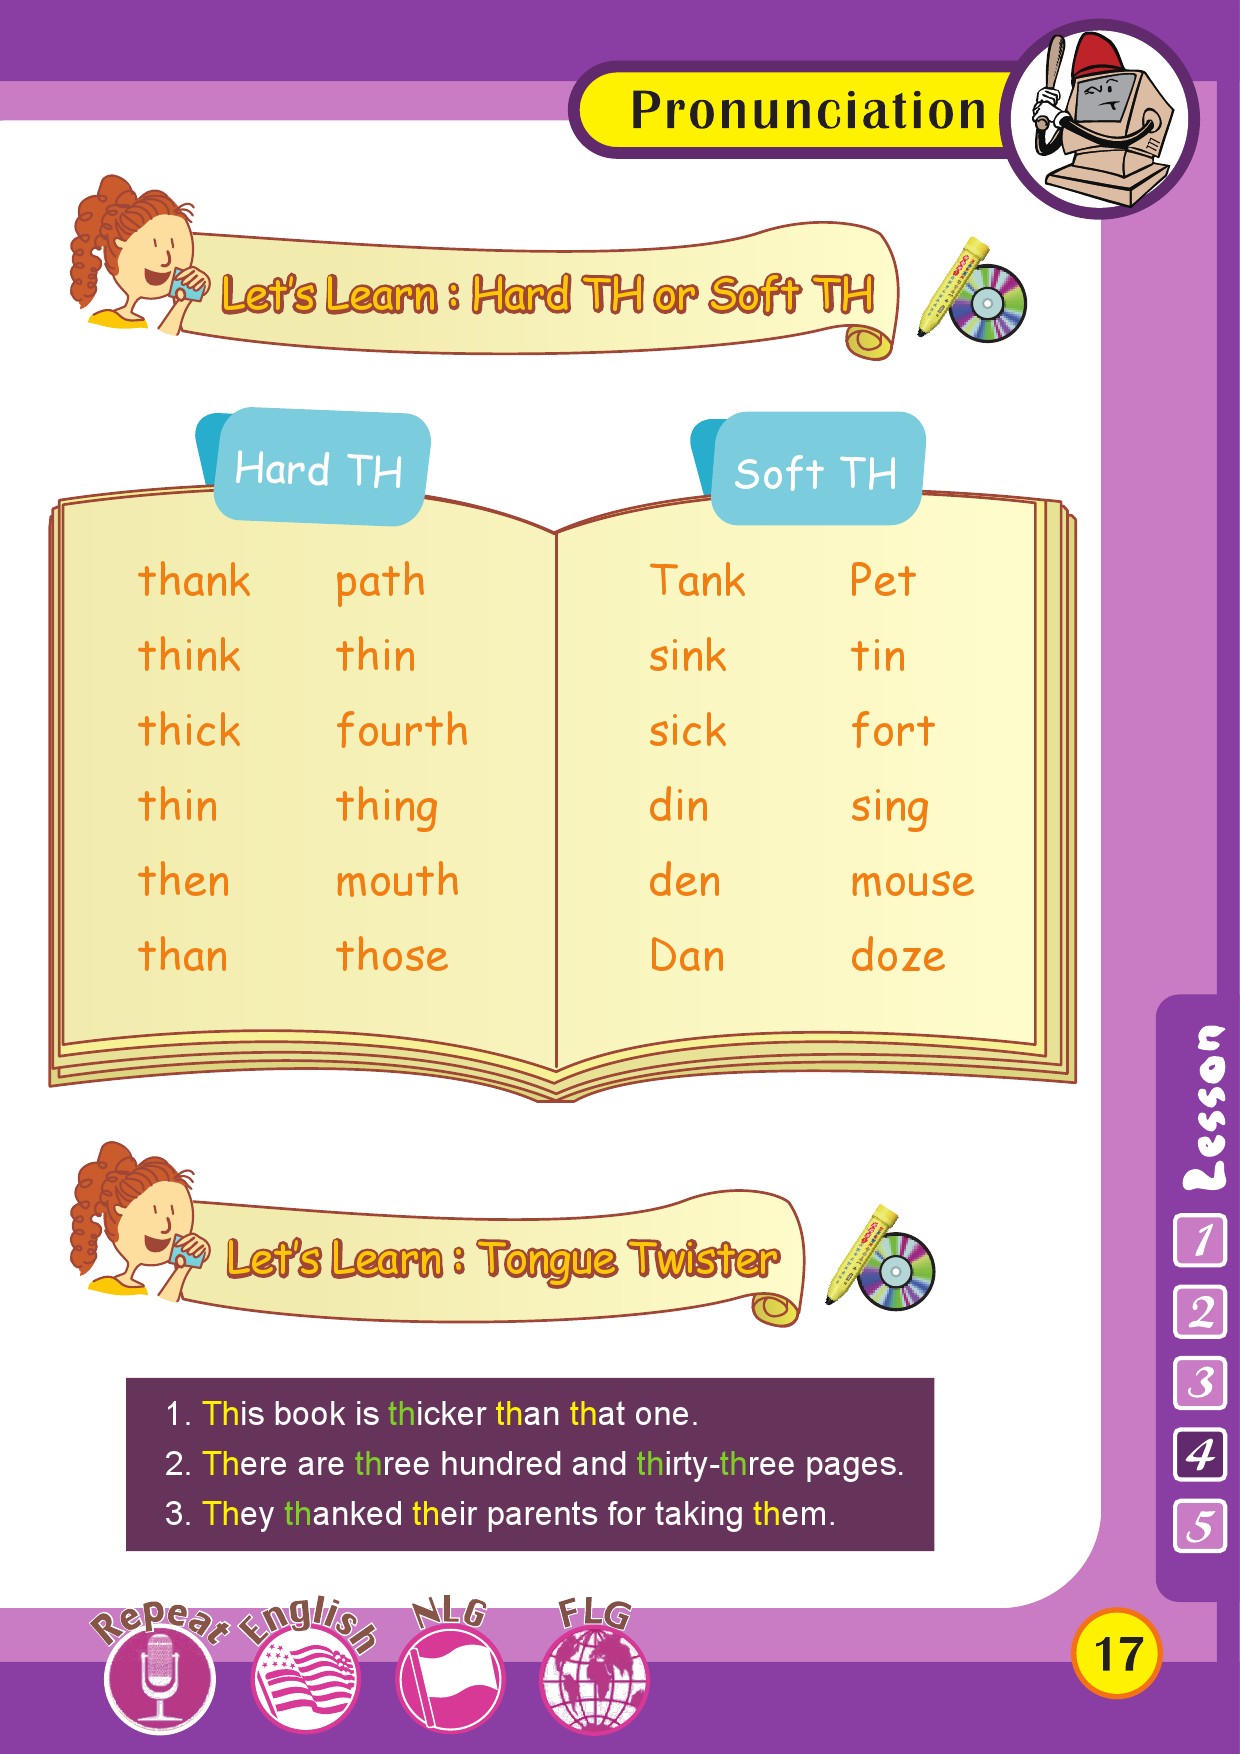 Pronunciation
Let's Learn : Hard TH or Soft TH
Hard TH
Soft TH
thank path
think thin
thick fourth
thin thing
then mouth
than those
Tank Pet
sink tin
sick fort
din sing
den mouse
Dan doze
Let's Learn : Tongue Twister
1. This book is thicker than that one.
2. There are three hundred and thirty-three pages.
3. They thanked their parents for taking them.
Lesson
1
2
3
4
5
Repeat
English
NLG
FLG
17